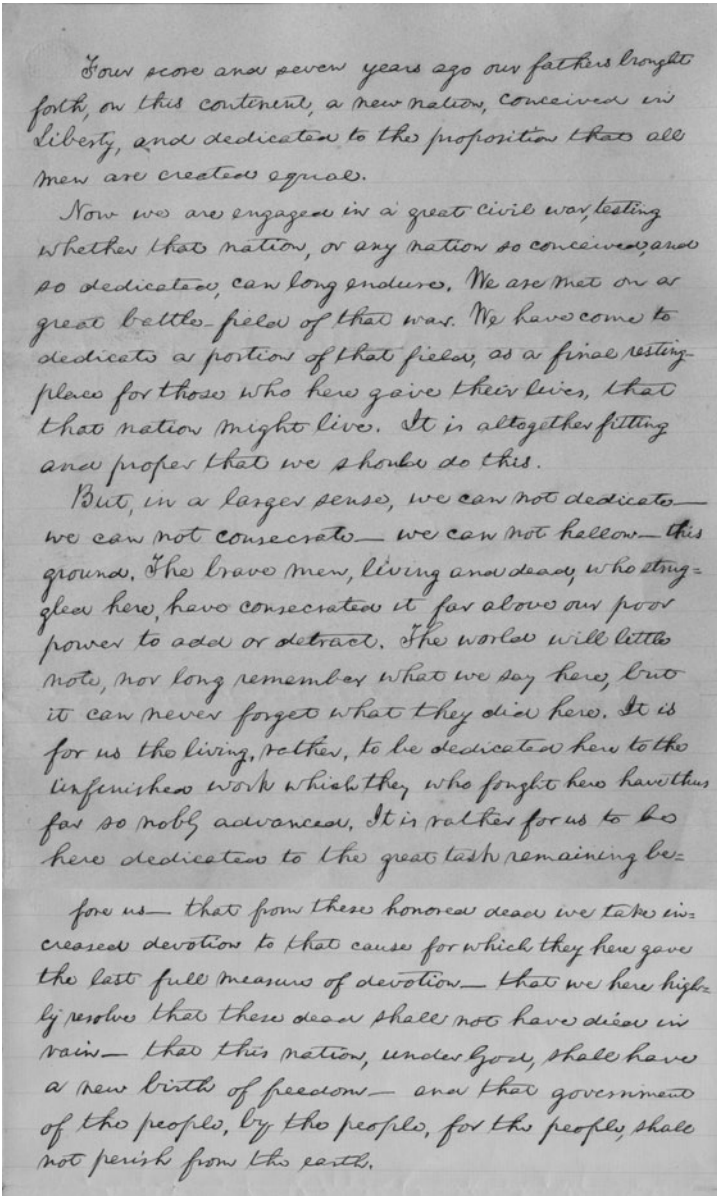 Four score and seven years ago our fathers brought
forth, on this continent, a new nation, conceived in
Liberty, and dedicated to the proposition that all
men are created equal.
Now we are engaged in a great civil war, testing
whether that nation, or any nation so conceived, and
so dedicated, can long endure. We are met on a
great battle-field of that war. We have come to
dedicate a portion of that field, as a final resting-
place for those who here gave their lives, that
that nation might live. It is altogether fitting
and proper that we should do this.
But, in a larger sense, we can not dedicate—
we can not consecrate— we can not hallow— this
ground. The brave men, living and dead, who strug=
gled here, have consecrated it far above our poor
power to add or detract. The world will little
note, nor long remember what we say here, but
it can never forget what they did here. It is
for us the living, rather, to be dedicated here to the
unfinished work which they who fought here have thus
far so nobly advanced. It is rather for us to be
here dedicated to the great task remaining be=
fore us— that from these honored dead we take in=
creased devotion to that cause for which they here gave
the last full measure of devotion— that we here high=
ly resolve that these dead shall not have died in
vain— that this nation, under God, shall have
a new birth of freedom— and that government
of the people, by the people, for the people, shall
not perish from the earth.